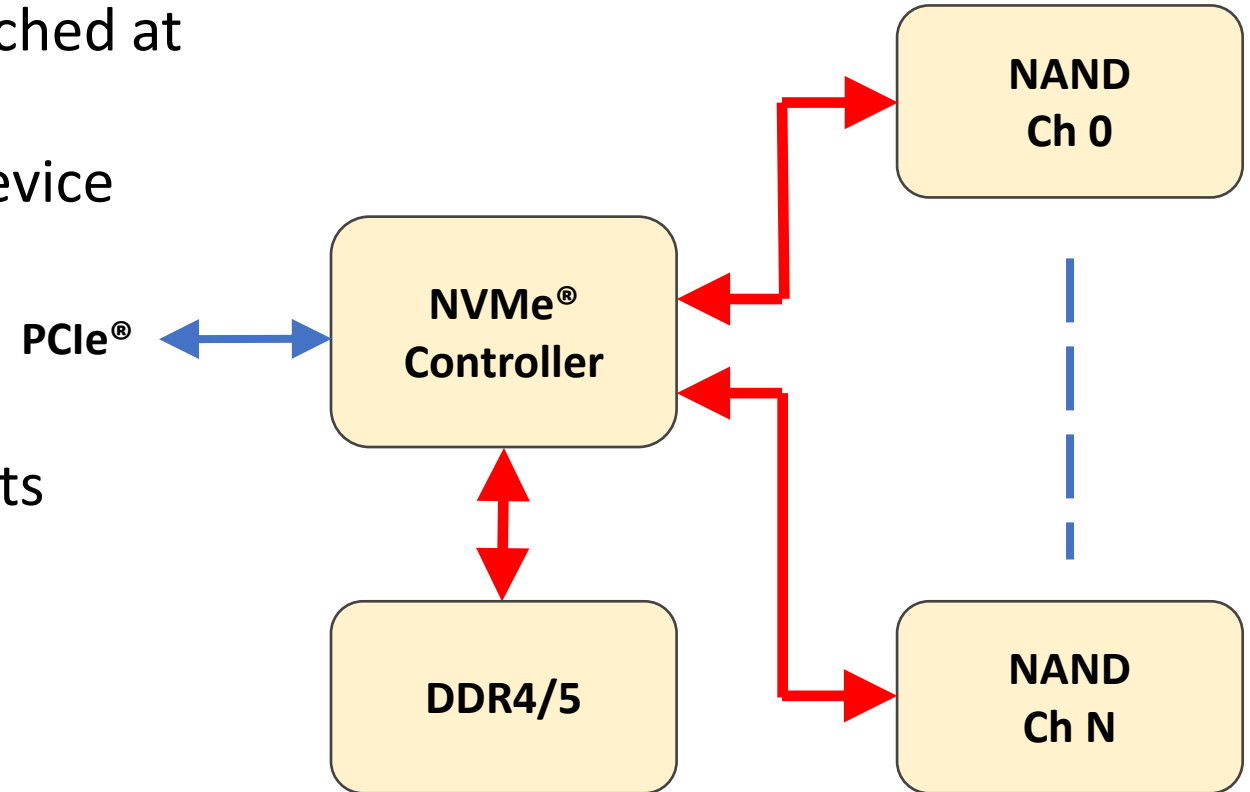 ched at
evice
ts
PCIe®
NVMe®
Controller
DDR4/5
NAND
Ch 0
NAND
Ch N